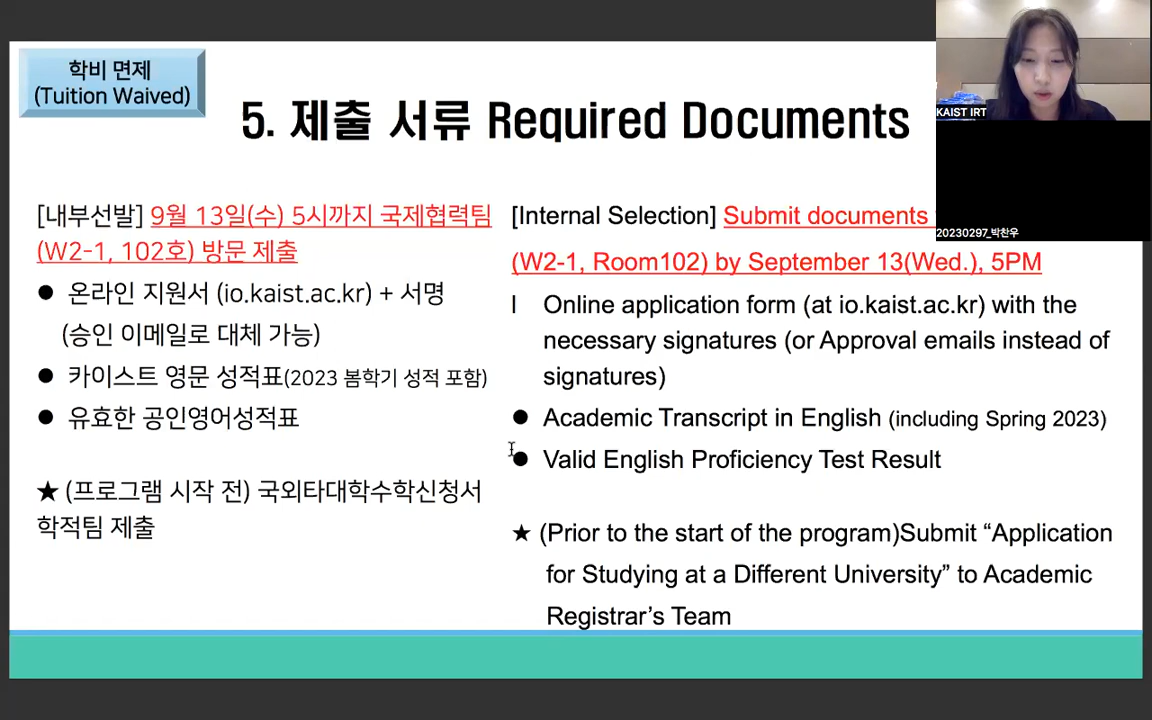 학비 면제
(Tuition Waived)
5. 제출 서류 Required Documents
KAIST IRT
20230297_박찬우
[내부선발] 9월 13일(수) 5시까지 국제협력팀
(W2-1, 102호) 방문 제출
● 온라인 지원서 (io.kaist.ac.kr) + 서명
(승인 이메일로 대체 가능)
● 카이스트 영문 성적표(2023 봄학기 성적 포함)
● 유효한 공인영어성적표
★ (프로그램 시작 전) 국외타대학수학신청서
학적팀 제출
[Internal Selection] Submit documents
(W2-1, Room102) by September 13(Wed.), 5PM
l Online application form (at io.kaist.ac.kr) with the
necessary signatures (or Approval emails instead of
signatures)
● Academic Transcript in English (including Spring 2023)
● Valid English Proficiency Test Result
★ (Prior to the start of the program)Submit “Application
for Studying at a Different University” to Academic
Registrar’s Team